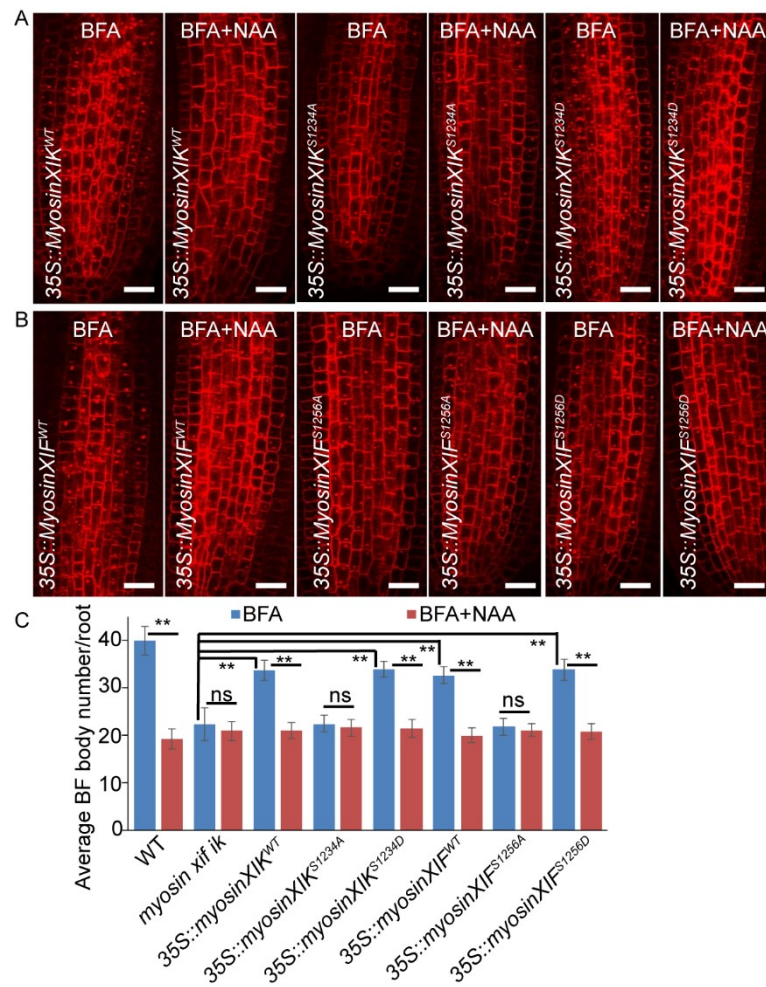 A
BFA
BFA+NAA
BFA
BFA+NAA
BFA
BFA+NAA
35S::MyosinXIK^WT
35S::MyosinXIK^WT
35S::MyosinXIK^S1234A
35S::MyosinXIK^S1234A
35S::MyosinXIK^S1234D
35S::MyosinXIK^S1234D
B
BFA
BFA+NAA
BFA
BFA+NAA
BFA
BFA+NAA
35S::MyosinXIF^WT
35S::MyosinXIF^WT
35S::MyosinXIF^S1256A
35S::MyosinXIF^S1256A
35S::MyosinXIF^S1256D
35S::MyosinXIF^S1256D
C
BFA
BFA+NAA
Average BF body number/root
40
30
20
10
0
**
ns
**
**
ns
**
**
**
**
ns
**
**
WT
myosin xif ik
35S::myosinXIK^WT
35S::myosinXIK^S1234A
35S::myosinXIK^S1234D
35S::myosinXIF^WT
35S::myosinXIF^S1256A
35S::myosinXIF^S1256D